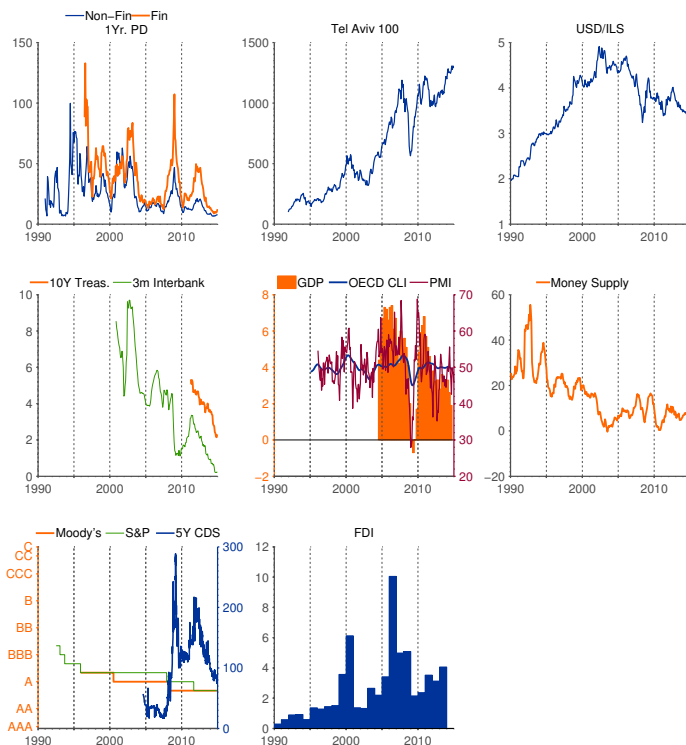 Non−Fin Fin
1Yr. PD
150
100
50
0
1990 2000 2010
Tel Aviv 100
1500
1000
500
0
1990 2000 2010
USD/ILS
5
4
3
2
1
1990 2000 2010
10Y Treas. 3m Interbank
10
8
6
4
2
0
1990 2000 2010
GDP OECD CLI PMI
8
6
4
2
0
−2
70
60
50
40
30
20
1990 2000 2010
Money Supply
60
40
20
0
−20
1990 2000 2010
Moody's S&P 5Y CDS
C
CC
CCC
B
BB
BBB
A
AA
AAA
300
200
100
0
1990 2000 2010
FDI
12
10
8
6
4
2
0
1990 2000 2010